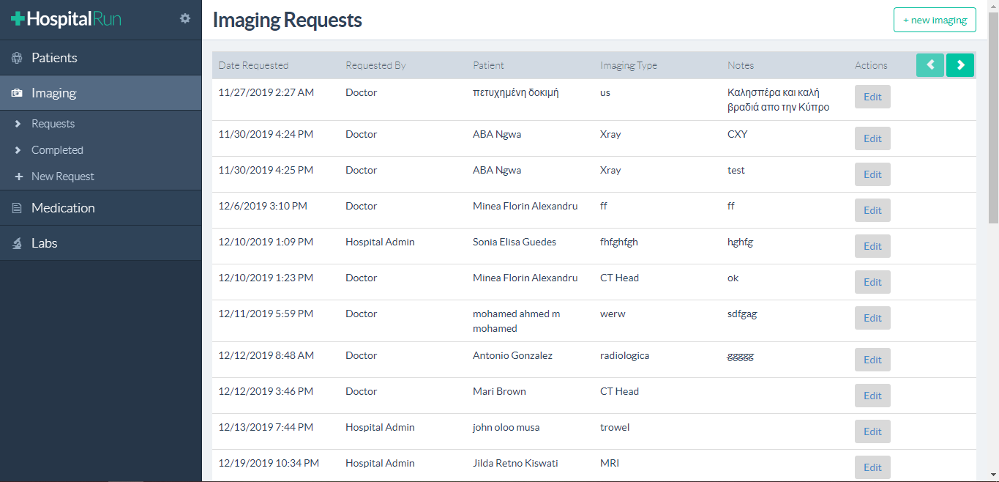 HospitalRun
Imaging Requests
+ new imaging
Patients
Imaging
Requests
Completed
New Request
Medication
Labs
Date Requested Requested By Patient Imaging Type Notes Actions
11/27/2019 2:27 AM Doctor πετυχημένη δοκιμή us Καλησπέρα και καλή Edit
βραδιά απο την Κύπρο
11/30/2019 4:24 PM Doctor ABA Ngwa Xray CXY Edit
11/30/2019 4:25 PM Doctor ABA Ngwa Xray test Edit
12/6/2019 3:10 PM Doctor Minea Florin Alexandru ff ff Edit
12/10/2019 1:09 PM Hospital Admin Sonia Elisa Guedes fhfghfgh hghfg Edit
12/10/2019 1:23 PM Doctor Minea Florin Alexandru CT Head ok Edit
12/11/2019 5:59 PM Doctor mohamed ahmed m werw sdfgag Edit
mohamed
12/12/2019 8:48 AM Doctor Antonio Gonzalez radiologica ggggg Edit
12/12/2019 3:46 PM Doctor Mari Brown CT Head Edit
12/13/2019 7:44 PM Hospital Admin john oloo musa trowel Edit
12/19/2019 10:34 PM Hospital Admin Jilda Retno Kiswati MRI Edit